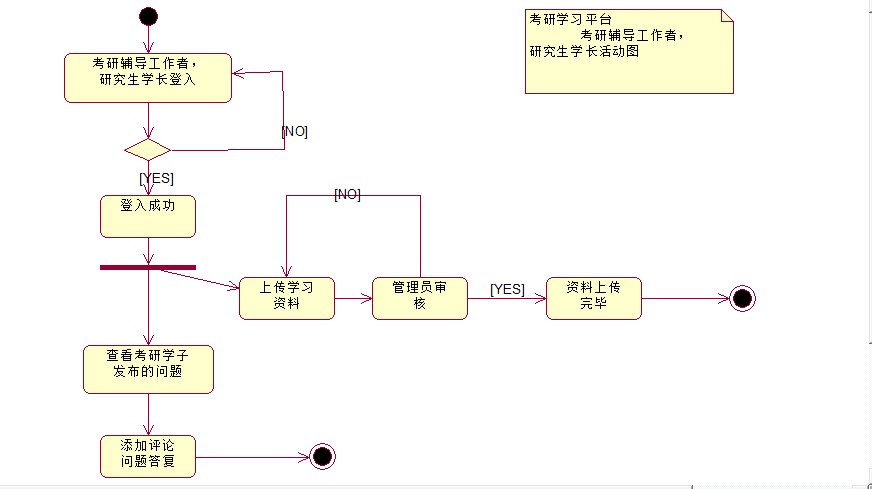 考研学习平台
考研辅导工作者，
研究生学长活动图
考研辅导工作者，
研究生学长登入
[NO]
[YES]
登入成功
[NO]
上传学习
资料
管理员审
核
[YES]
资料上传
完毕
查看考研学子
发布的问题
添加评论
问题答复